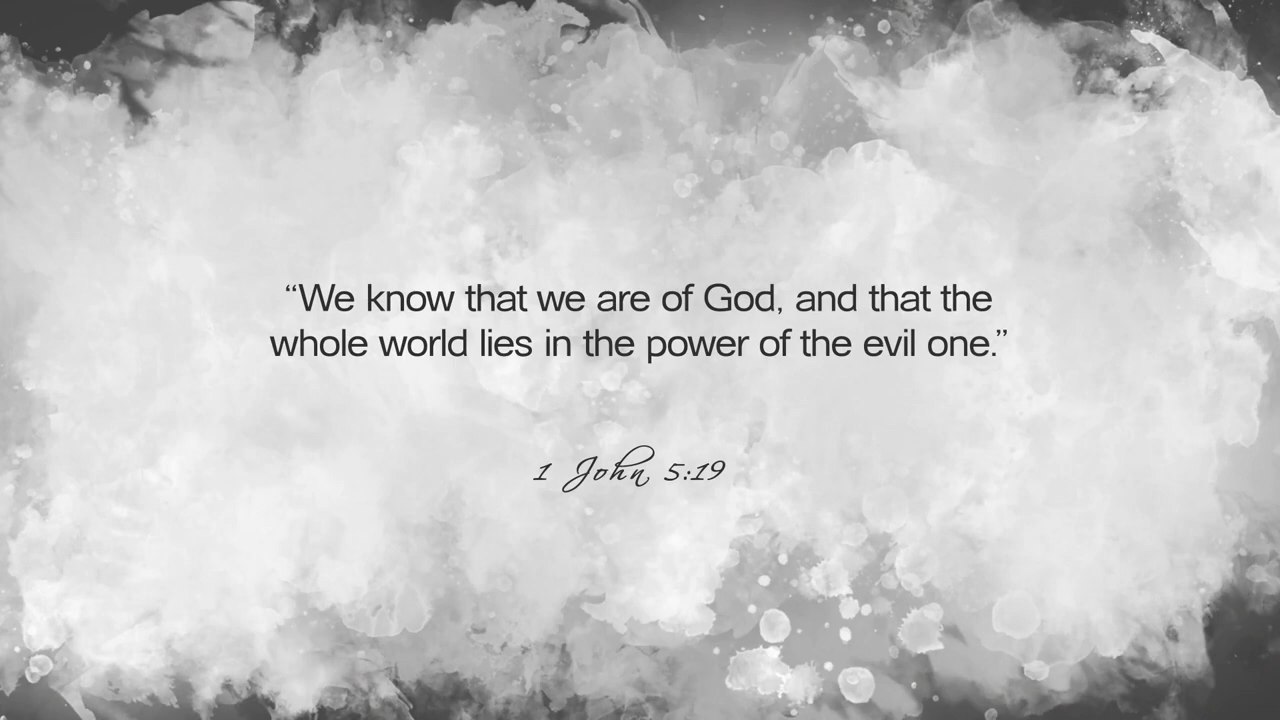 “We know that we are of God, and that the
whole world lies in the power of the evil one.”
1 John 5:19